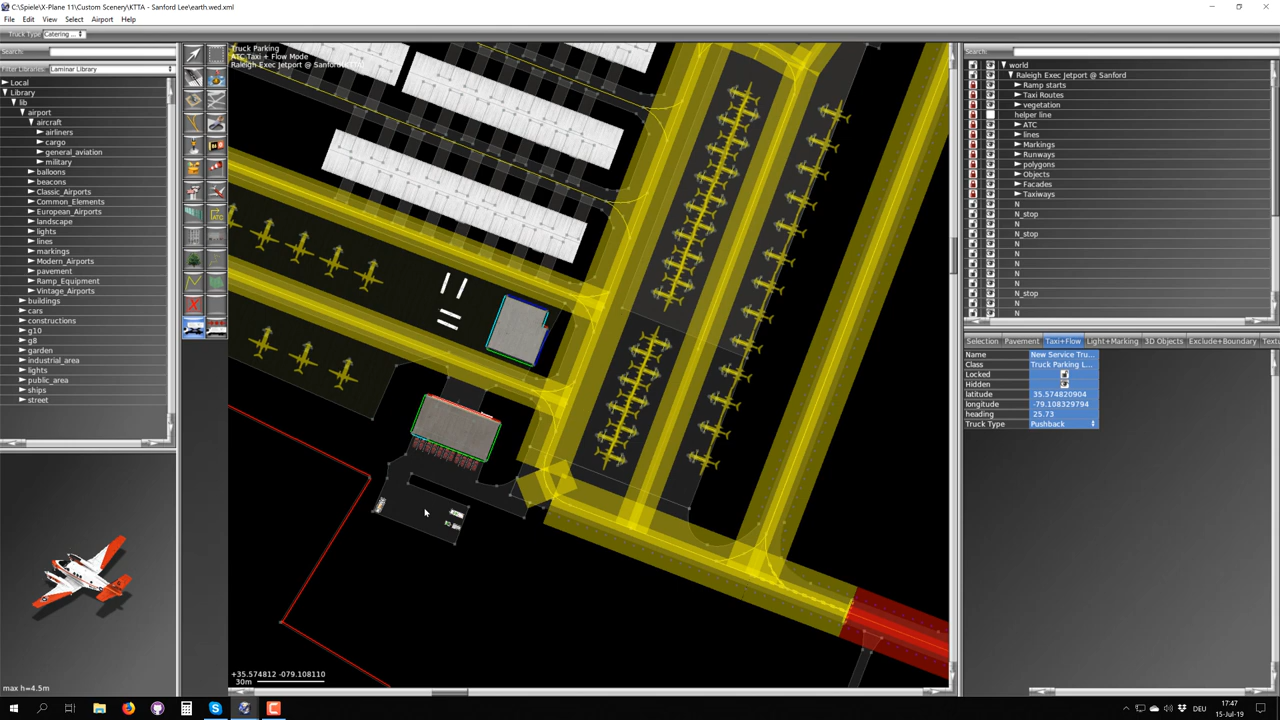 C:\Spiele\X-Plane 11\Custom Scenery\KTTA - Sanford Lee\earth.wed.xml
File Edit View Select Airport Help
Truck Type Catering ...
Search:
Filter Libraries: Laminar Library
Local
Library
lib
airport
aircraft
airliners
cargo
general_aviation
military
balloons
beacons
Classic_Airports
Common_Elements
European_Airports
landscape
lights
lines
markings
Modern_Airports
pavement
Ramp_Equipment
Vintage_Airports
buildings
cars
constructions
g10
g8
garden
industrial_area
lights
public_area
ships
street
max h=4.5m
ATC
Truck Parking
ATC Taxi + Flow Mode
Raleigh Exec Jetport @ Sanford
+35.574812 -079.108110
30m
Search:
world
Raleigh Exec Jetport @ Sanford
Ramp starts
Taxi Routes
vegetation
helper line
ATC
lines
Markings
Runways
polygons
Objects
Facades
Taxiways
N
N_stop
N
N_stop
N
N
N
N
N
N_stop
N
N
Selection Pavement Taxi+Flow Light+Marking 3D Objects Exclude+Boundary Text
Name New Service Tru...
Class Truck Parking L...
Locked
Hidden
latitude 35.574820904
longitude -79.108329794
heading 25.73
Truck Type Pushback
DEU
17:47
15-Jul-19